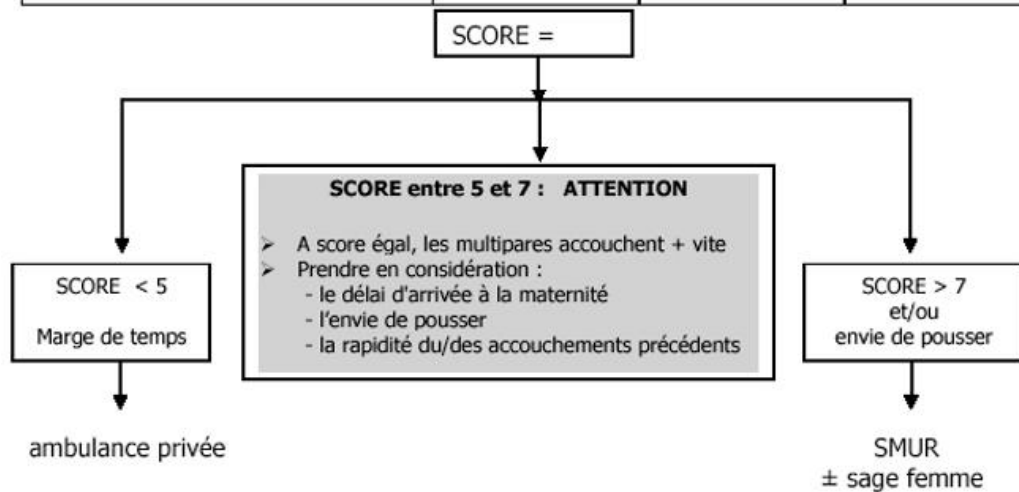 SCORE =
SCORE entre 5 et 7 : ATTENTION
➤ A score égal, les multipares accouchent + vite
➤ Prendre en considération :
- le délai d'arrivée à la maternité
- l'envie de pousser
- la rapidité du/des accouchements précédents
SCORE < 5
Marge de temps
SCORE > 7
et/ou
envie de pousser
ambulance privée
SMUR
± sage femme